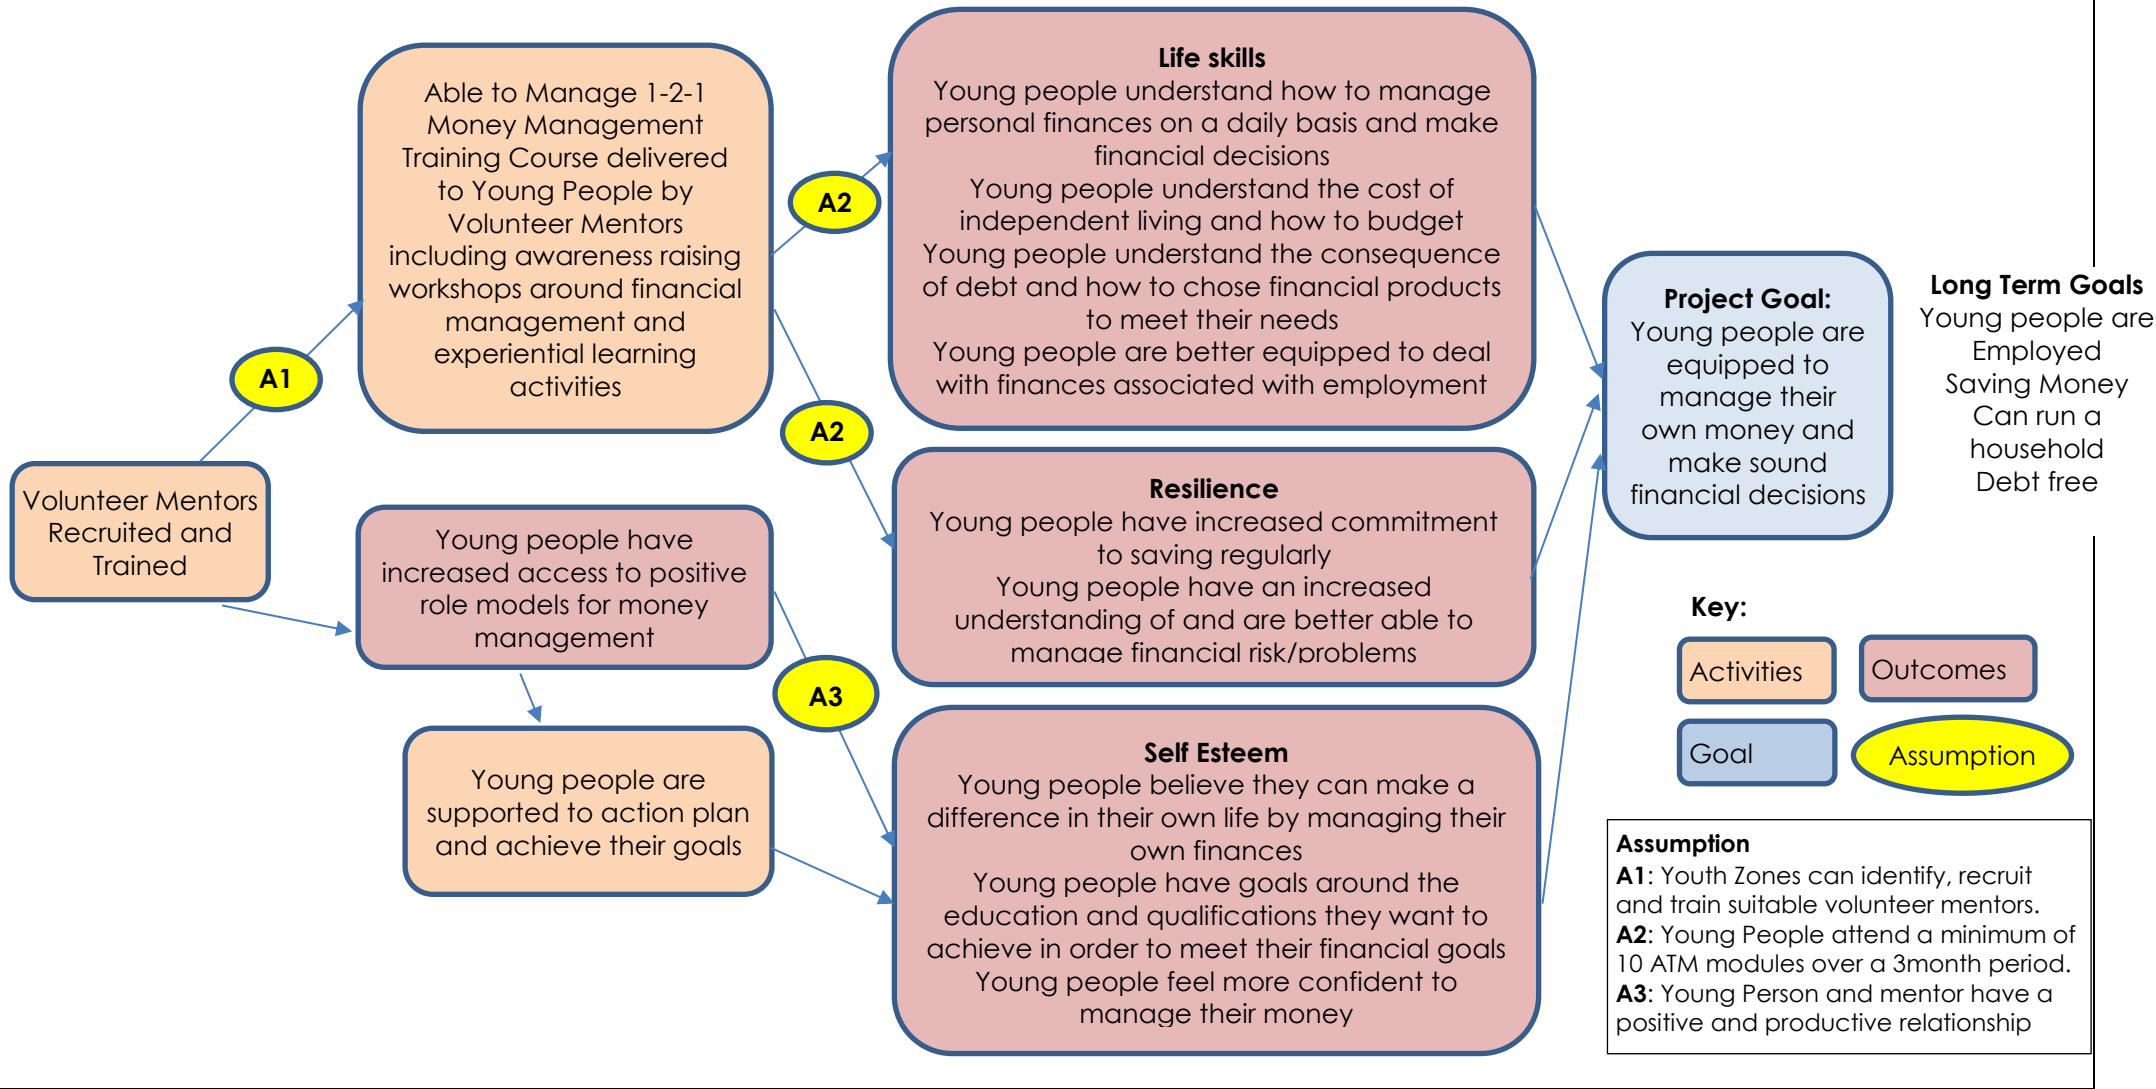 Volunteer Mentors
Recruited and
Trained
A1
Able to Manage 1-2-1
Money Management
Training Course delivered
to Young People by
Volunteer Mentors
including awareness raising
workshops around financial
management and
experiential learning
activities
Young people have
increased access to positive
role models for money
management
Young people are
supported to action plan
and achieve their goals
A2
A2
A3
Life skills
Young people understand how to manage
personal finances on a daily basis and make
financial decisions
Young people understand the cost of
independent living and how to budget
Young people understand the consequence
of debt and how to chose financial products
to meet their needs
Young people are better equipped to deal
with finances associated with employment
Resilience
Young people have increased commitment
to saving regularly
Young people have an increased
understanding of and are better able to
manage financial risk/problems
Self Esteem
Young people believe they can make a
difference in their own life by managing their
own finances
Young people have goals around the
education and qualifications they want to
achieve in order to meet their financial goals
Young people feel more confident to
manage their money
Project Goal:
Young people are
equipped to
manage their
own money and
make sound
financial decisions
Long Term Goals
Young people are
Employed
Saving Money
Can run a
household
Debt free
Key:
Activities
Outcomes
Goal
Assumption
Assumption
A1: Youth Zones can identify, recruit
and train suitable volunteer mentors.
A2: Young People attend a minimum of
10 ATM modules over a 3month period.
A3: Young Person and mentor have a
positive and productive relationship